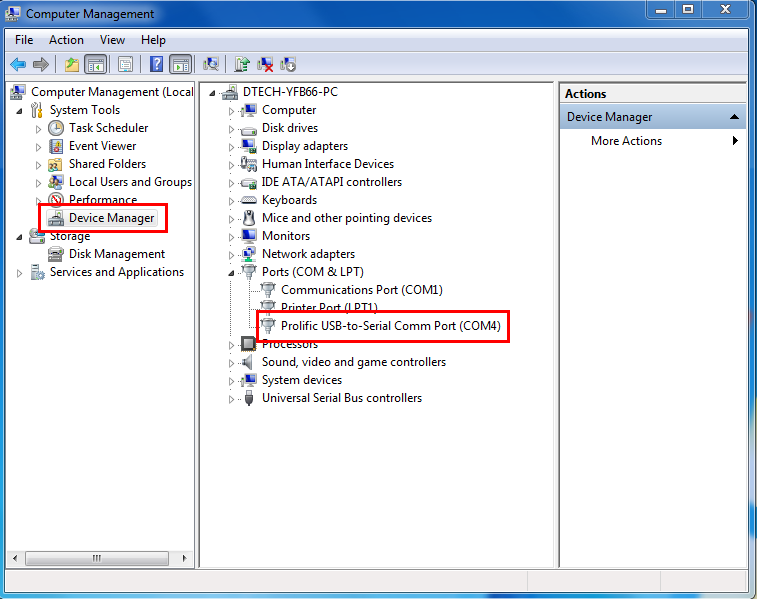 Computer Management
File Action View Help
Computer Management (Local
System Tools
Task Scheduler
Event Viewer
Shared Folders
Local Users and Groups
Performance
Device Manager
Storage
Disk Management
Services and Applications
DTECH-YFB66-PC
Computer
Disk drives
Display adapters
Human Interface Devices
IDE ATA/ATAPI controllers
Keyboards
Mice and other pointing devices
Monitors
Network adapters
Ports (COM & LPT)
Communications Port (COM1)
Printer Port (LPT1)
Prolific USB-to-Serial Comm Port (COM4)
Processors
Sound, video and game controllers
System devices
Universal Serial Bus controllers
Actions
Device Manager
More Actions